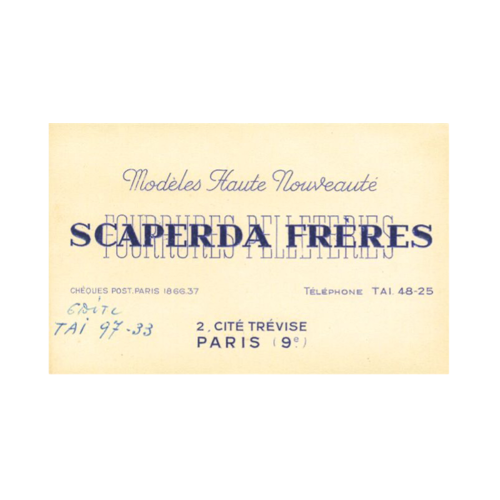 Modèles Haute Nouveauté
FOURRURES PELLETERIES
SCAPERDA FRÈRES
CHÈQUES POST. PARIS 1866.37
TÉLÉPHONE TAI. 48-25
TAI 97-33
2, CITÉ TRÉVISE
PARIS (9e)